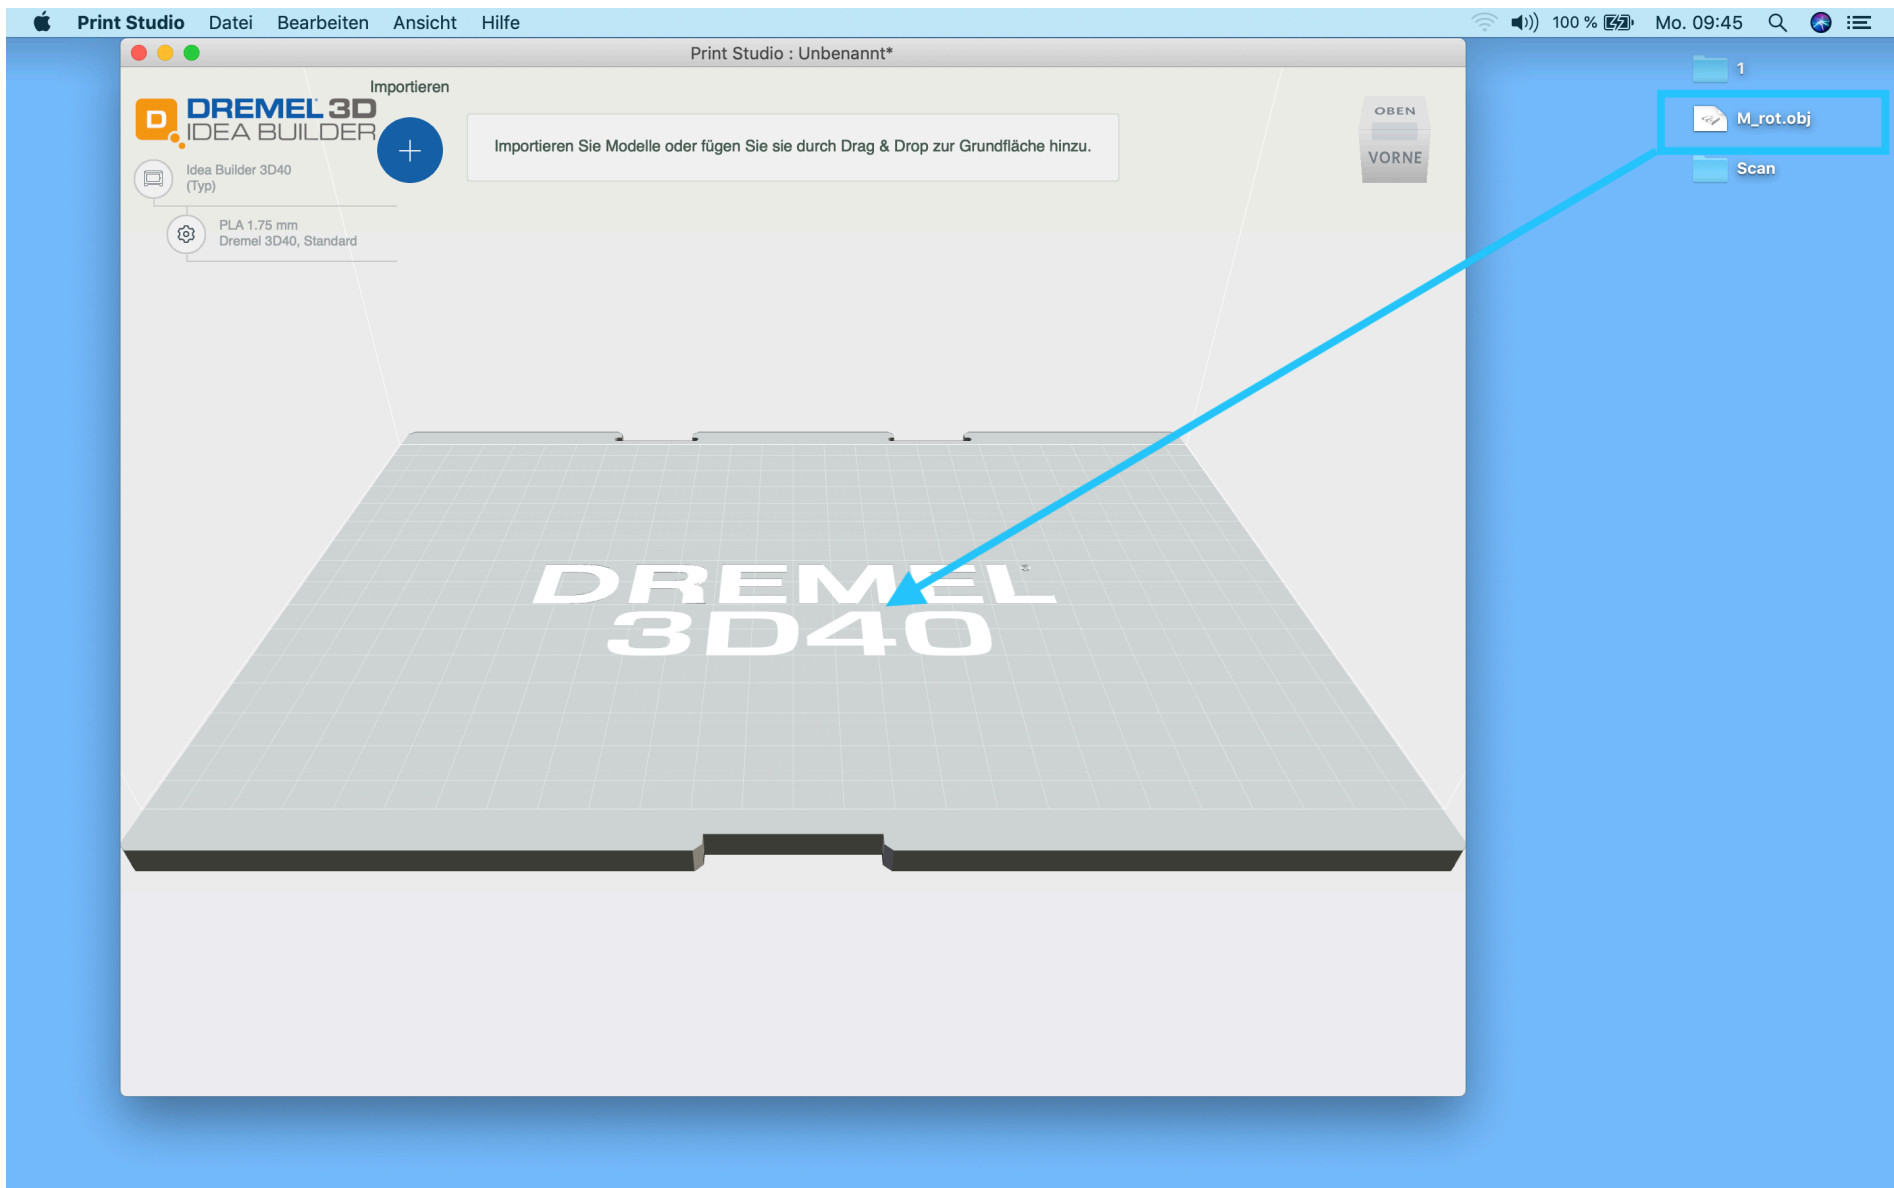 Print Studio Datei Bearbeiten Ansicht Hilfe 100 % Mo. 09:45
Print Studio : Unbenannt*
1
Importieren
DREMEL 3D
IDEA BUILDER
D
Importieren Sie Modelle oder fügen Sie sie durch Drag & Drop zur Grundfläche hinzu.
OBEN
VORNE
M_rot.obj
Scan
Idea Builder 3D40
(Typ)
PLA 1.75 mm
Dremel 3D40, Standard
DREMEL
3D40